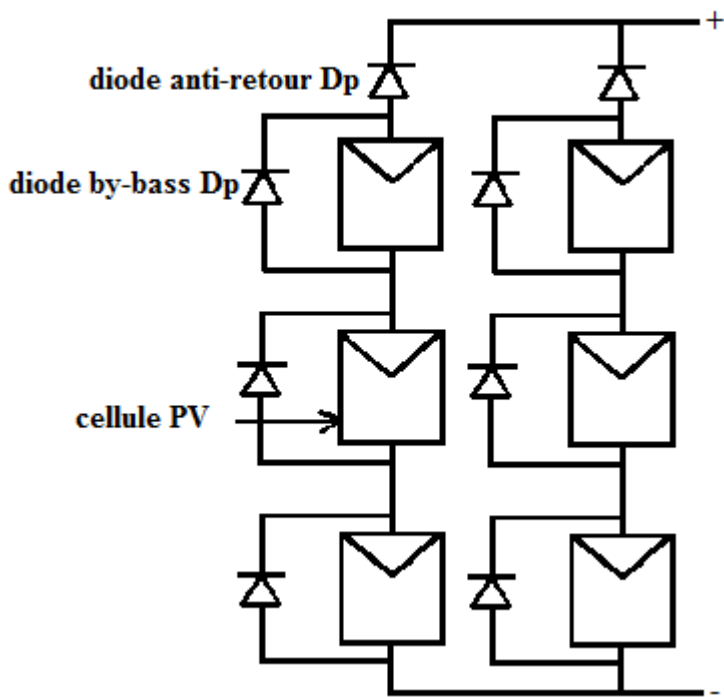 +
diode anti-retour Dp
diode by-bass Dp
cellule PV
-